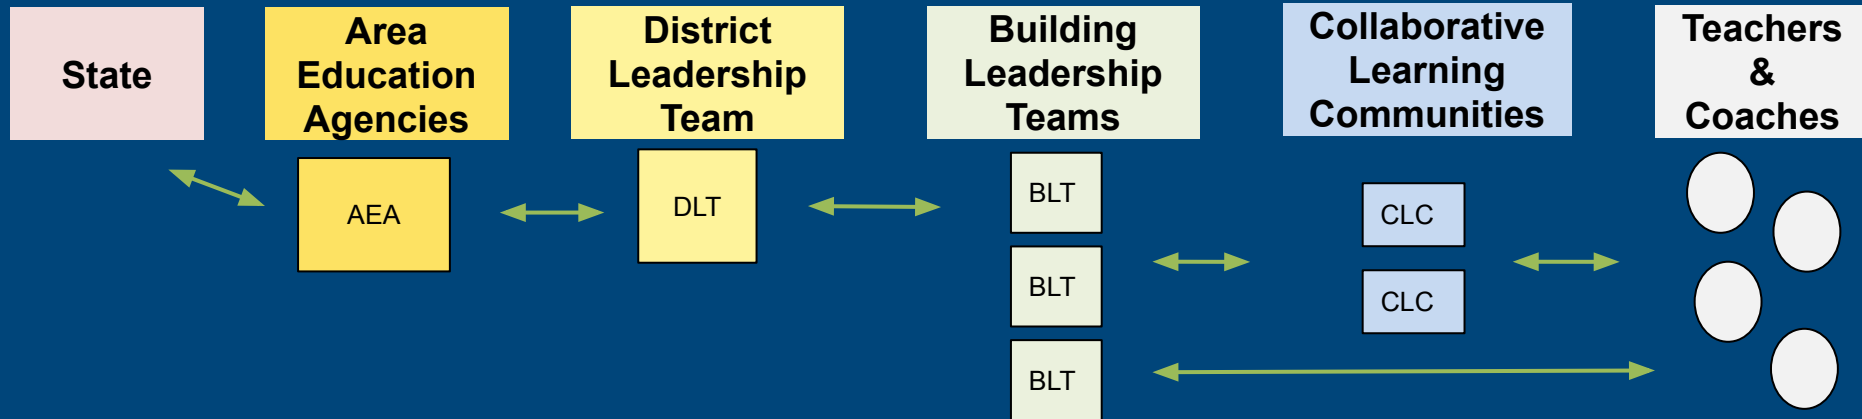 State
Area
Education
Agencies
District
Leadership
Team
Building
Leadership
Teams
Collaborative
Learning
Communities
Teachers
&
Coaches
AEA
DLT
BLT
BLT
BLT
CLC
CLC